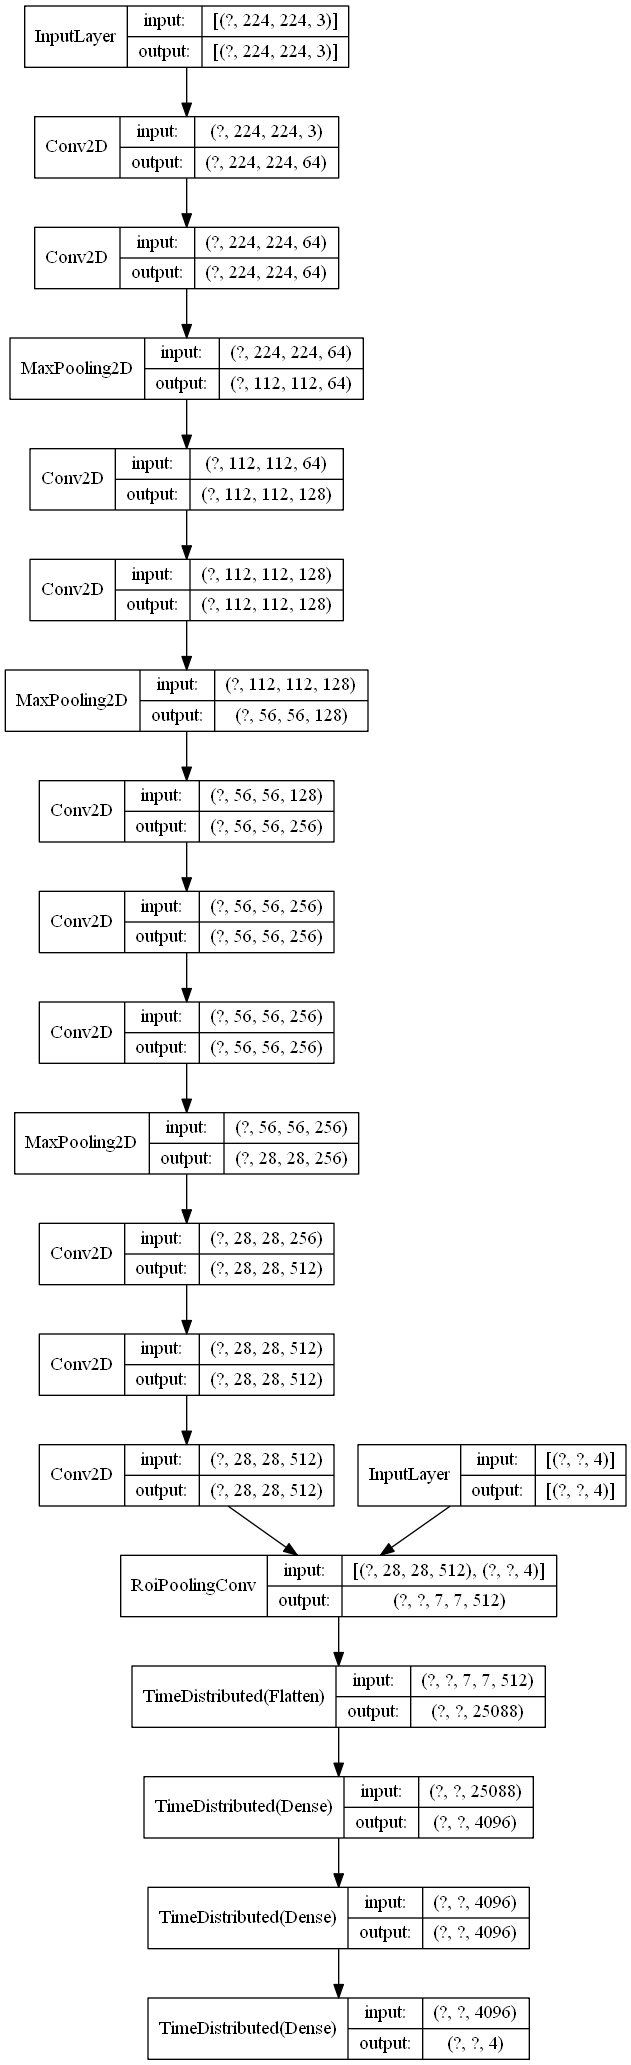 InputLayer input: [(?, 224, 224, 3)]
output: [(?, 224, 224, 3)]
Conv2D input: (?, 224, 224, 3)
output: (?, 224, 224, 64)
Conv2D input: (?, 224, 224, 64)
output: (?, 224, 224, 64)
MaxPooling2D input: (?, 224, 224, 64)
output: (?, 112, 112, 64)
Conv2D input: (?, 112, 112, 64)
output: (?, 112, 112, 128)
Conv2D input: (?, 112, 112, 128)
output: (?, 112, 112, 128)
MaxPooling2D input: (?, 112, 112, 128)
output: (?, 56, 56, 128)
Conv2D input: (?, 56, 56, 128)
output: (?, 56, 56, 256)
Conv2D input: (?, 56, 56, 256)
output: (?, 56, 56, 256)
Conv2D input: (?, 56, 56, 256)
output: (?, 56, 56, 256)
MaxPooling2D input: (?, 56, 56, 256)
output: (?, 28, 28, 256)
Conv2D input: (?, 28, 28, 256)
output: (?, 28, 28, 512)
Conv2D input: (?, 28, 28, 512)
output: (?, 28, 28, 512)
Conv2D input: (?, 28, 28, 512)
output: (?, 28, 28, 512)
InputLayer input: [(?, ?, 4)]
output: [(?, ?, 4)]
RoiPoolingConv input: [(?, 28, 28, 512), (?, ?, 4)]
output: (?, ?, 7, 7, 512)
TimeDistributed(Flatten) input: (?, ?, 7, 7, 512)
output: (?, ?, 25088)
TimeDistributed(Dense) input: (?, ?, 25088)
output: (?, ?, 4096)
TimeDistributed(Dense) input: (?, ?, 4096)
output: (?, ?, 4096)
TimeDistributed(Dense) input: (?, ?, 4096)
output: (?, ?, 4)